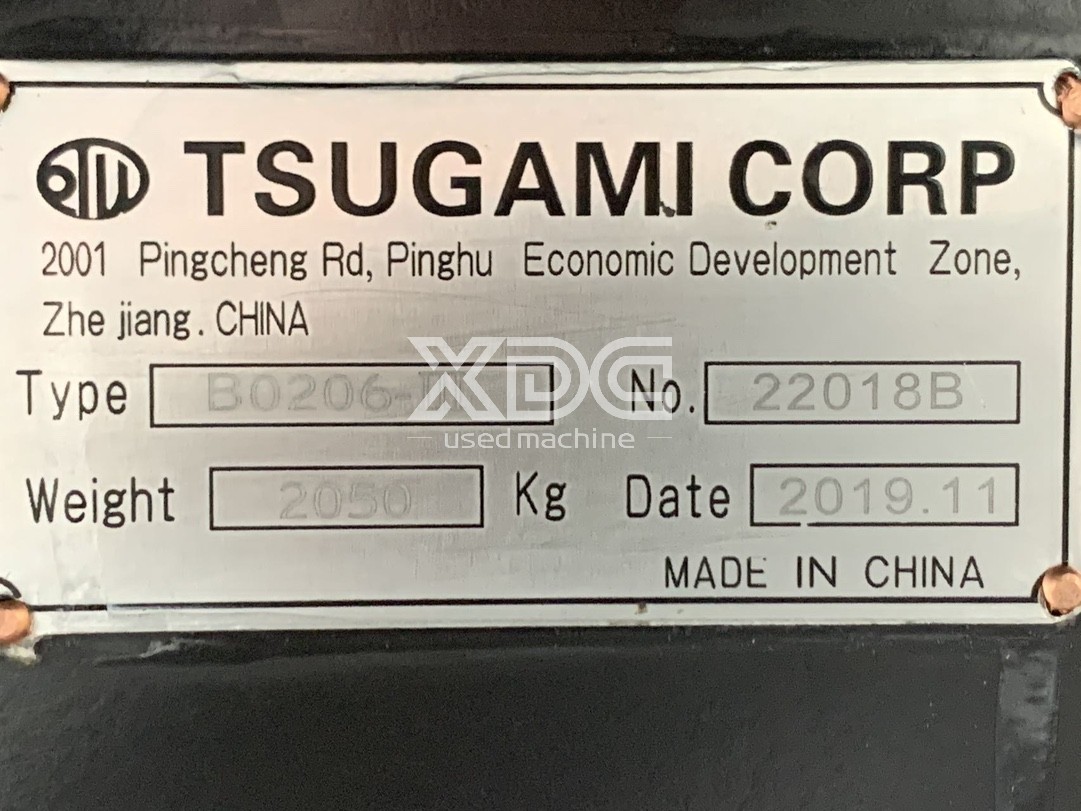 TSUGAMI CORP
2001 Pingcheng Rd, Pinghu Economic Development Zone,
Zhe jiang. CHINA
Type B0206- No. 22018B
XDG
used machine
Weight 2050 Kg Date 2019.11
MADE IN CHINA